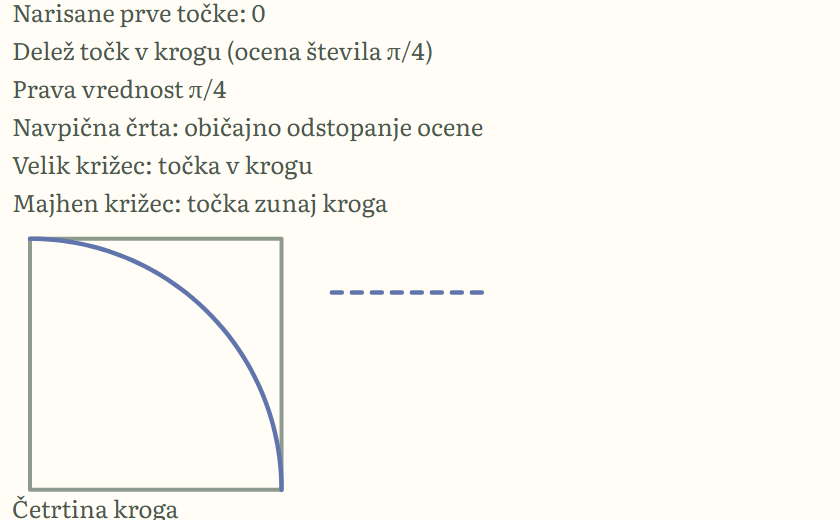 Narisane prve točke: 0
Delež točk v krogu (ocena števila π/4)
Prava vrednost π/4
Navpična črta: običajno odstopanje ocene
Velik križec: točka v krogu
Majhen križec: točka zunaj kroga
Četrtina kroga